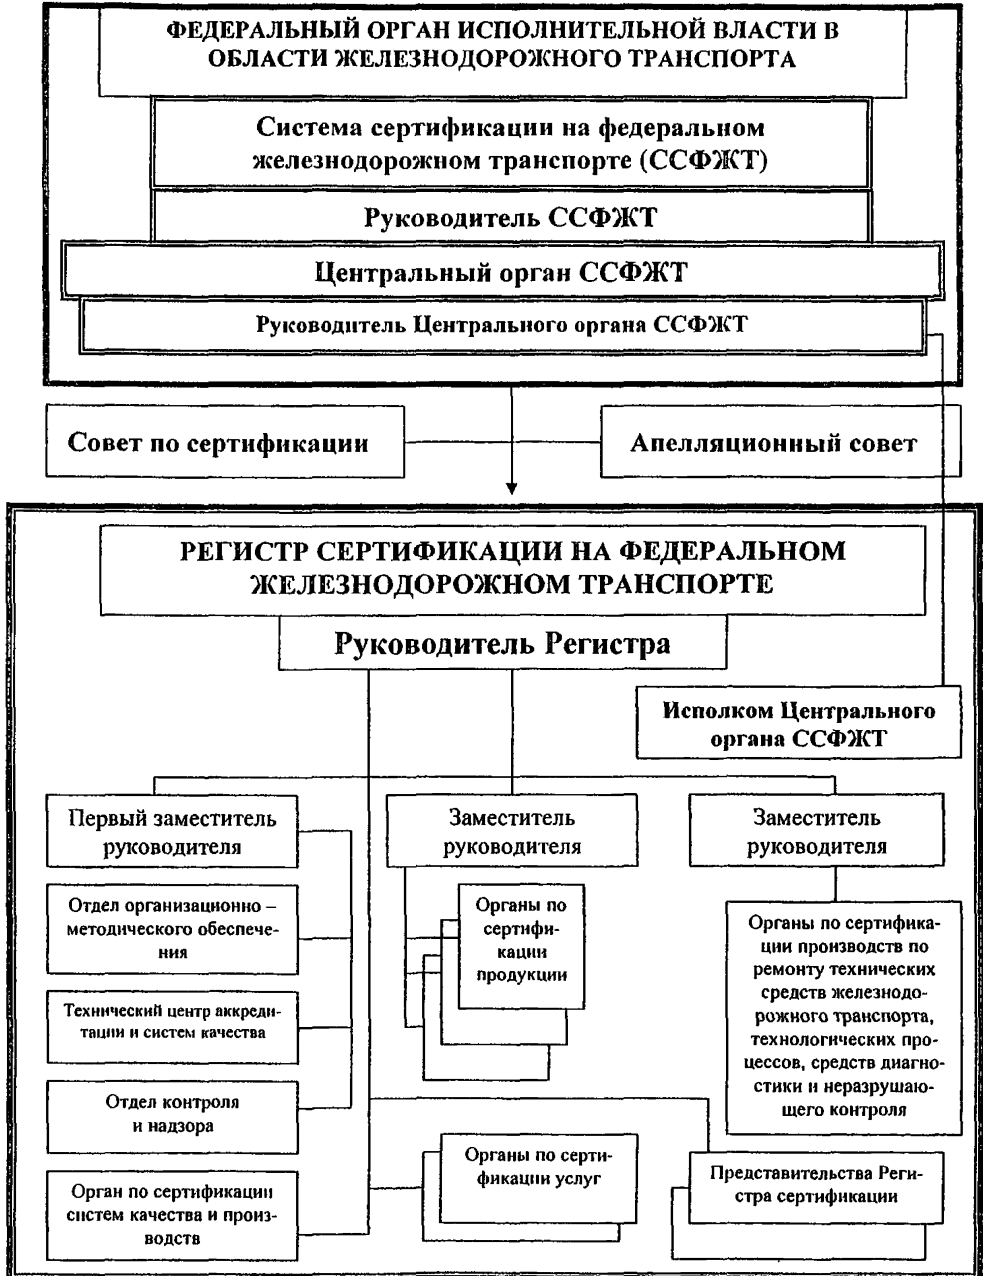 ФЕДЕРАЛЬНЫЙ ОРГАН ИСПОЛНИТЕЛЬНОЙ ВЛАСТИ В
ОБЛАСТИ ЖЕЛЕЗНОДОРОЖНОГО ТРАНСПОРТА
Система сертификации на федеральном
железнодорожном транспорте (ССФЖТ)
Руководитель ССФЖТ
Центральный орган ССФЖТ
Руководитель Центрального органа ССФЖТ
Совет по сертификации
Апелляционный совет
РЕГИСТР СЕРТИФИКАЦИИ НА ФЕДЕРАЛЬНОМ
ЖЕЛЕЗНОДОРОЖНОМ ТРАНСПОРТЕ
Руководитель Регистра
Исполком Центрального
органа ССФЖТ
Первый заместитель
руководителя
Заместитель
руководителя
Заместитель
руководителя
Отдел организационно –
методического обеспече-
ния
Технический центр аккреди-
тации и систем качества
Отдел контроля
и надзора
Орган по сертификации
систем качества и произ-
водств
Органы по
сертифи-
кации
продукции
Органы по серти-
фикации услуг
Органы по сертифика-
ции производств по
ремонту технических
средств железнодо-
рожного транспорта,
технологических про-
цессов, средств диагно-
стики и неразрушаю-
щего контроля
Представительства Реги-
стра сертификации